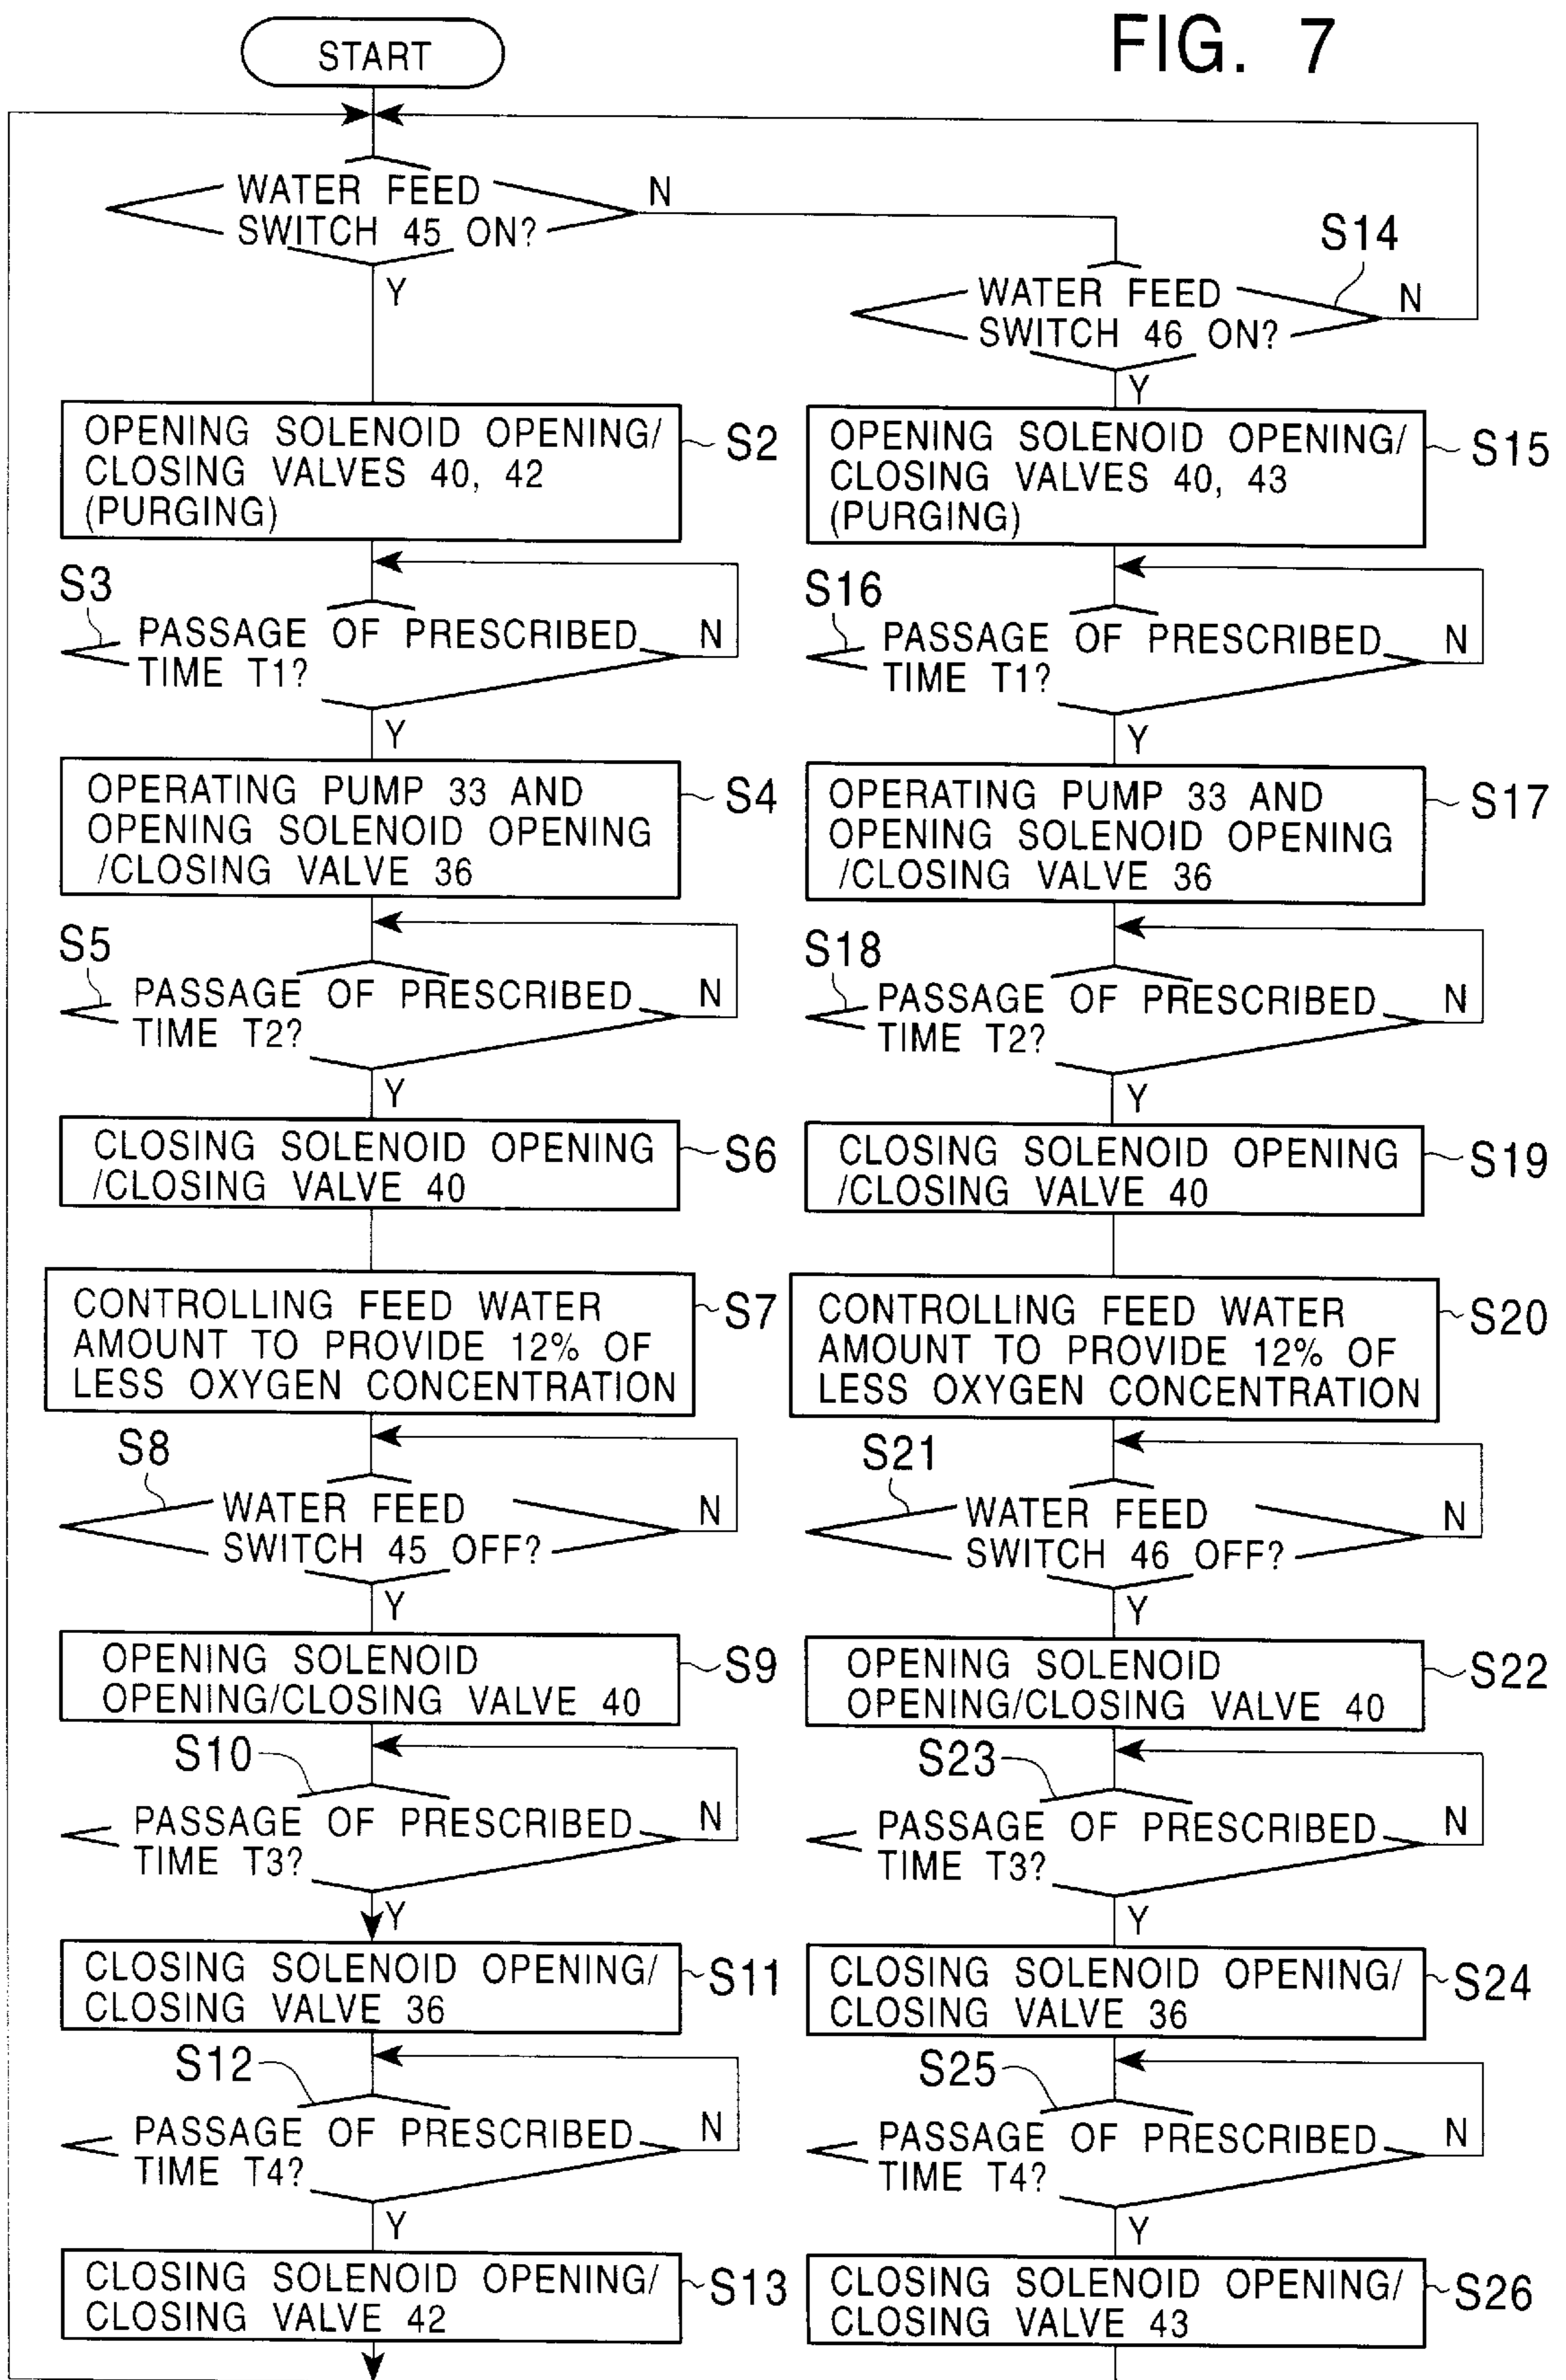 FIG. 7
START
WATER FEED
SWITCH 45 ON?
N
Y
S14
WATER FEED
SWITCH 46 ON?
N
Y
OPENING SOLENOID OPENING/
CLOSING VALVES 40, 42
(PURGING)
S2
S3
PASSAGE OF PRESCRIBED
TIME T1?
N
Y
OPERATING PUMP 33 AND
OPENING SOLENOID OPENING
/CLOSING VALVE 36
S4
S5
PASSAGE OF PRESCRIBED
TIME T2?
N
Y
CLOSING SOLENOID OPENING
/CLOSING VALVE 40
S6
CONTROLLING FEED WATER
AMOUNT TO PROVIDE 12% OF
LESS OXYGEN CONCENTRATION
S7
S8
WATER FEED
SWITCH 45 OFF?
N
Y
OPENING SOLENOID
OPENING/CLOSING VALVE 40
S9
S10
PASSAGE OF PRESCRIBED
TIME T3?
N
Y
CLOSING SOLENOID OPENING/
CLOSING VALVE 36
S11
S12
PASSAGE OF PRESCRIBED
TIME T4?
N
Y
CLOSING SOLENOID OPENING/
CLOSING VALVE 42
S13
OPENING SOLENOID OPENING/
CLOSING VALVES 40, 43
(PURGING)
S15
S16
PASSAGE OF PRESCRIBED
TIME T1?
N
Y
OPERATING PUMP 33 AND
OPENING SOLENOID OPENING
/CLOSING VALVE 36
S17
S18
PASSAGE OF PRESCRIBED
TIME T2?
N
Y
CLOSING SOLENOID OPENING
/CLOSING VALVE 40
S19
CONTROLLING FEED WATER
AMOUNT TO PROVIDE 12% OF
LESS OXYGEN CONCENTRATION
S20
S21
WATER FEED
SWITCH 46 OFF?
N
Y
OPENING SOLENOID
OPENING/CLOSING VALVE 40
S22
S23
PASSAGE OF PRESCRIBED
TIME T3?
N
Y
CLOSING SOLENOID OPENING/
CLOSING VALVE 36
S24
S25
PASSAGE OF PRESCRIBED
TIME T4?
N
Y
CLOSING SOLENOID OPENING/
CLOSING VALVE 43
S26